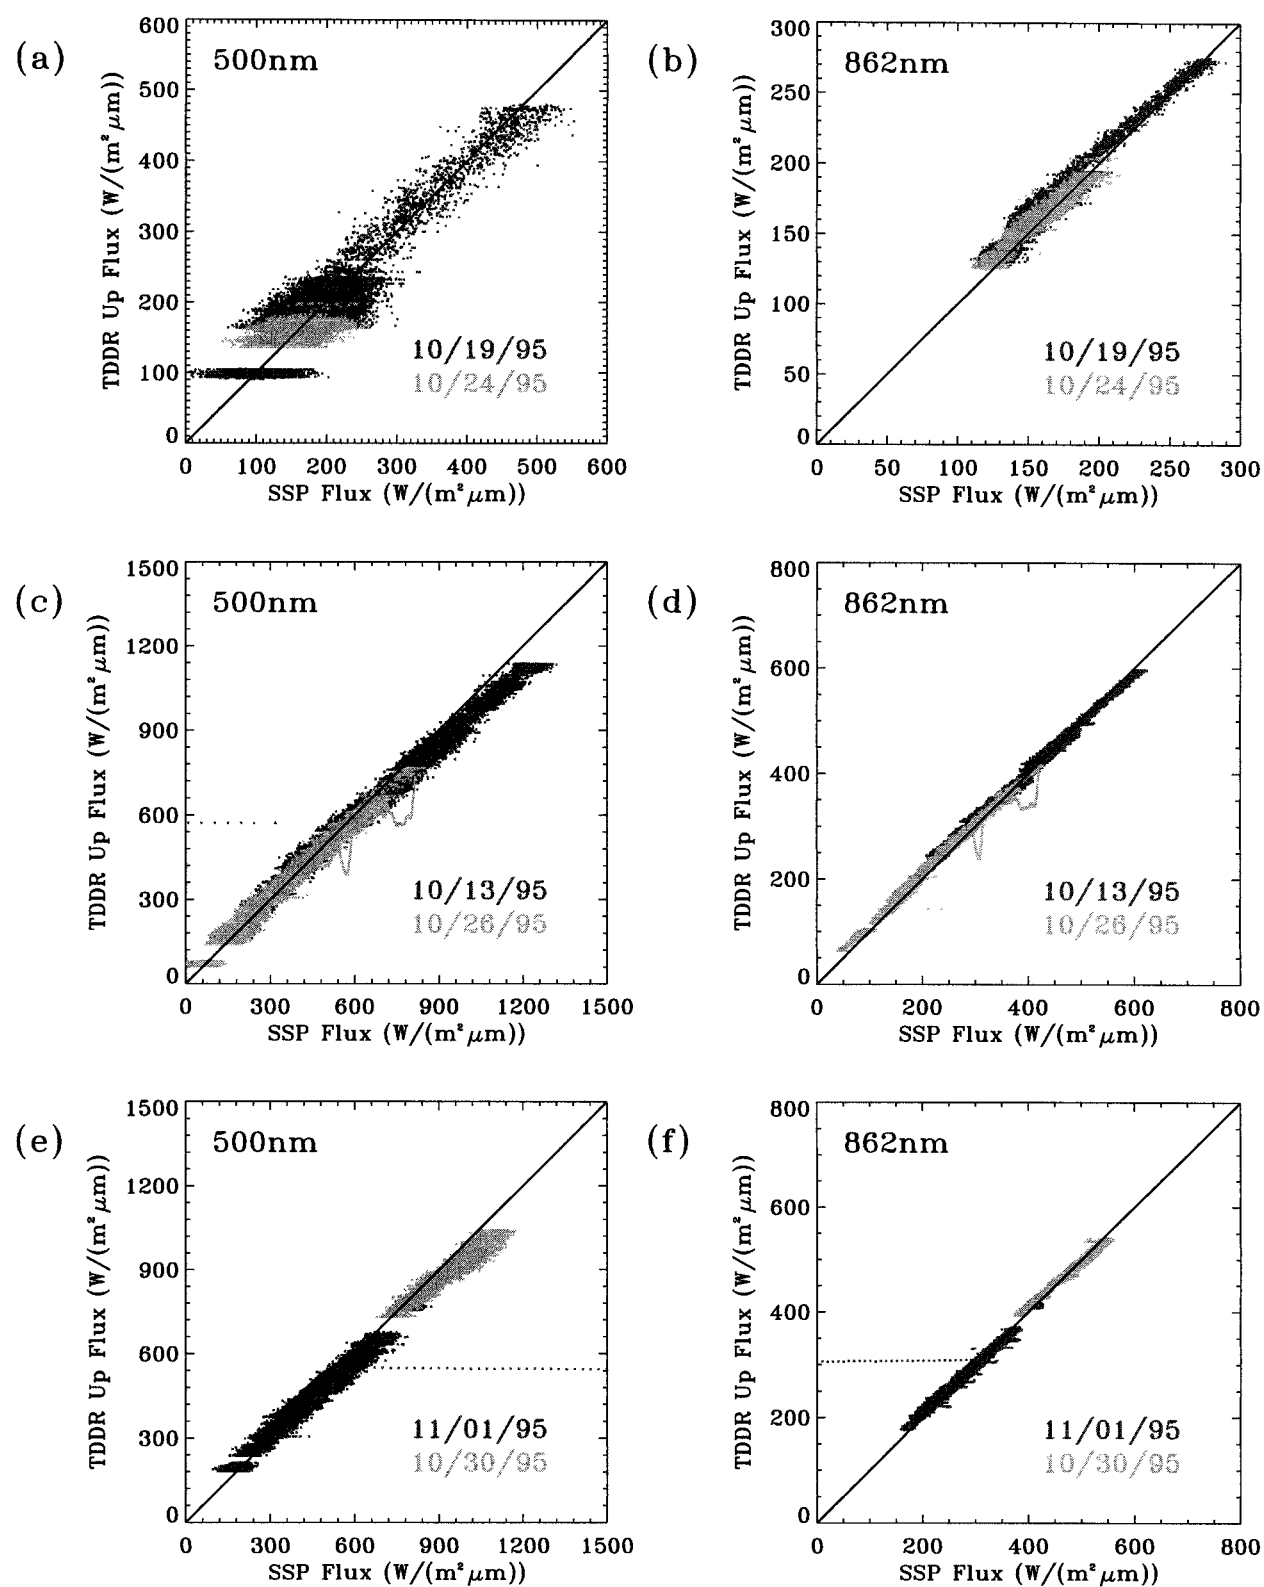 (a)
500nm
TDDR Up Flux (W/(m² μm))
600
500
400
300
200
100
0
10/19/95
10/24/95
0 100 200 300 400 500 600
SSP Flux (W/(m² μm))
(b)
862nm
TDDR Up Flux (W/(m² μm))
300
250
200
150
100
50
0
10/19/95
10/24/95
0 50 100 150 200 250 300
SSP Flux (W/(m² μm))
(c)
500nm
TDDR Up Flux (W/(m² μm))
1500
1200
900
600
300
0
10/13/95
10/26/95
0 300 600 900 1200 1500
SSP Flux (W/(m² μm))
(d)
862nm
TDDR Up Flux (W/(m² μm))
800
600
400
200
0
10/13/95
10/26/95
0 200 400 600 800
SSP Flux (W/(m² μm))
(e)
500nm
TDDR Up Flux (W/(m² μm))
1500
1200
900
600
300
0
11/01/95
10/30/95
0 300 600 900 1200 1500
SSP Flux (W/(m² μm))
(f)
862nm
TDDR Up Flux (W/(m² μm))
800
600
400
200
0
11/01/95
10/30/95
0 200 400 600 800
SSP Flux (W/(m² μm))